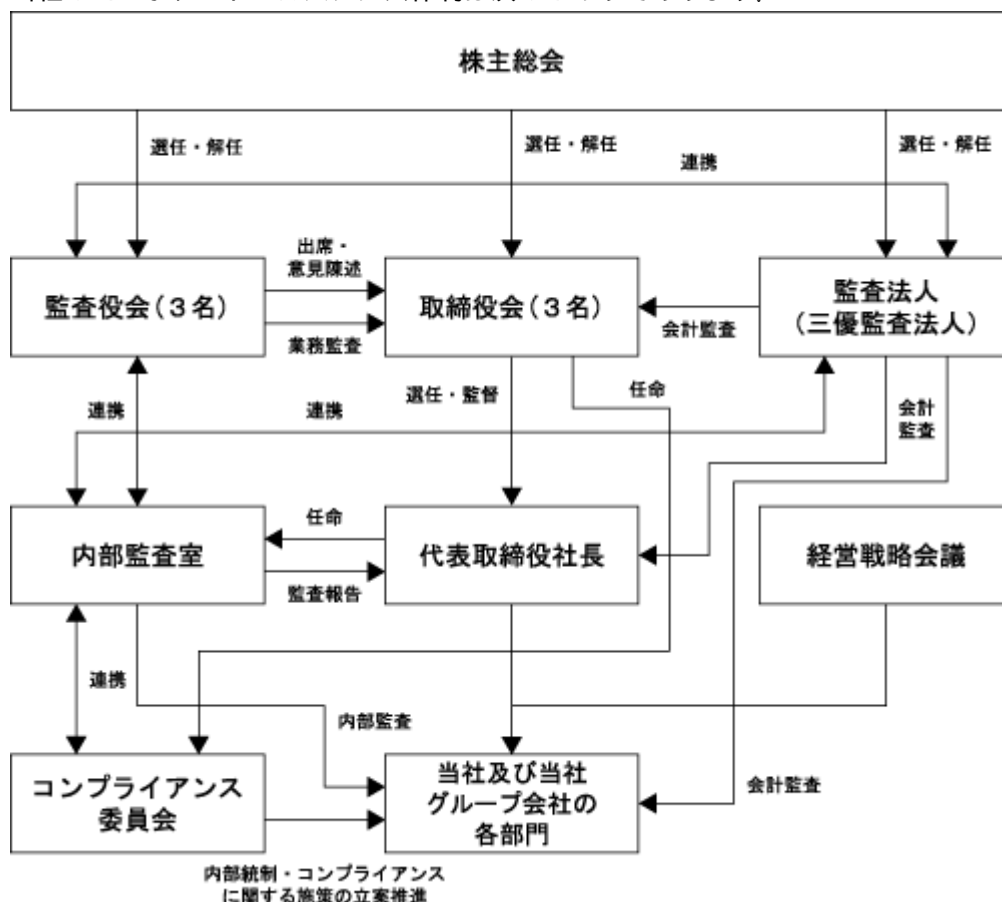 株主総会
選任・解任
選任・解任
選任・解任
連携
出席・
意見陳述
監査役会(3名)
取締役会(3名)
監査法人
(三優監査法人)
業務監査
会計監査
連携
連携
選任・監督
任命
会計
監査
内部監査室
任命
監査報告
代表取締役社長
経営戦略会議
連携
内部監査
コンプライアンス
委員会
当社及び当社
グループ会社の
各部門
会計監査
内部統制・コンプライアンス
に関する施策の立案推進